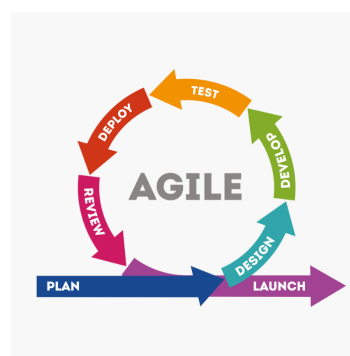 TEST
DEPLOY
AGILE
DEVELOP
REVIEW
DESIGN
PLAN
LAUNCH